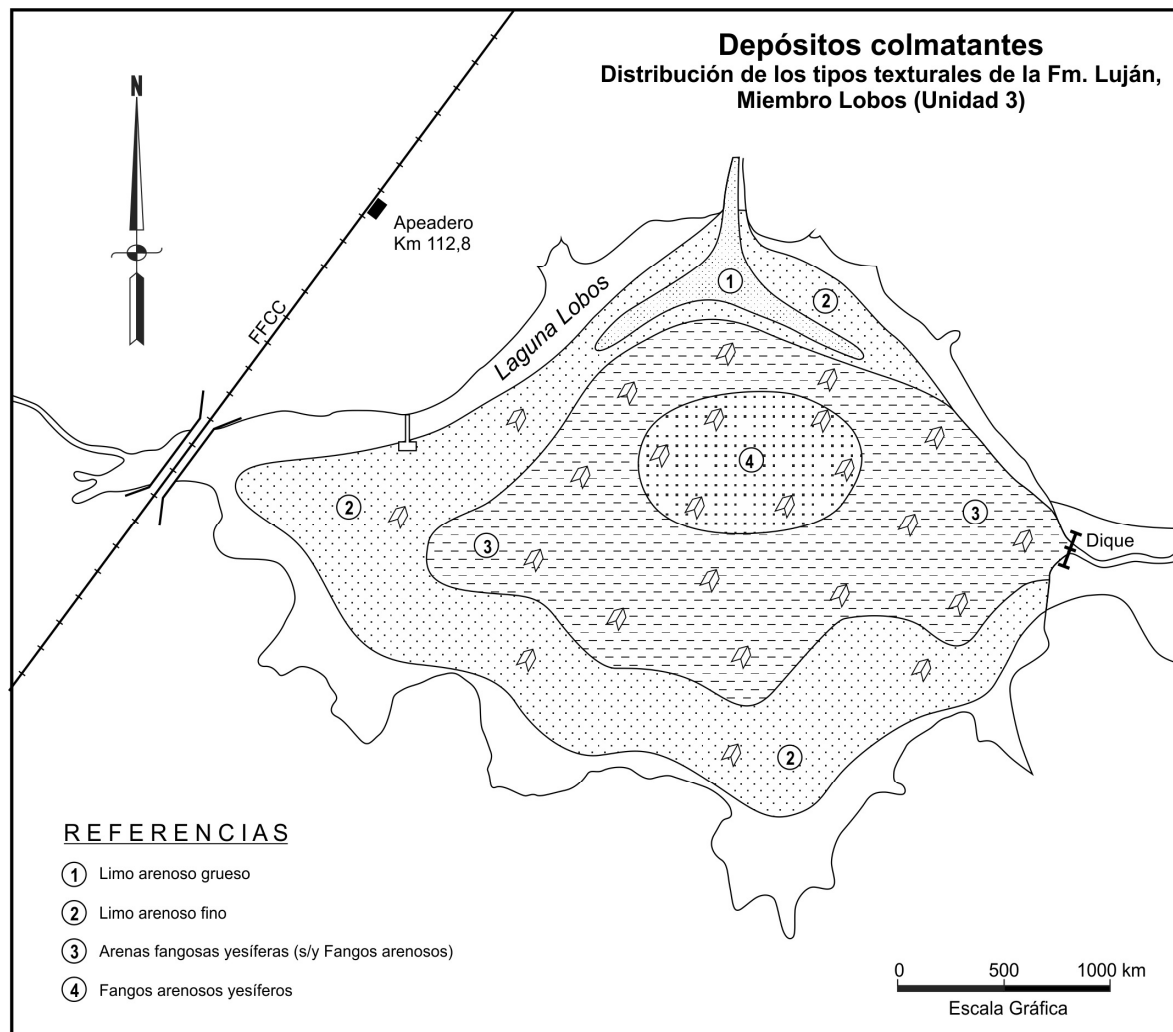 Depósitos colmatantes
Distribución de los tipos texturales de la Fm. Luján,
Miembro Lobos (Unidad 3)
N
Apeadero
Km 112,8
FFCC
Laguna Lobos
1
2
4
2
3
3
Dique
2
REFERENCIAS
1 Limo arenoso grueso
2 Limo arenoso fino
3 Arenas fangosas yesíferas (s/y Fangos arenosos)
4 Fangos arenosos yesíferos
0 500 1000 km
Escala Gráfica